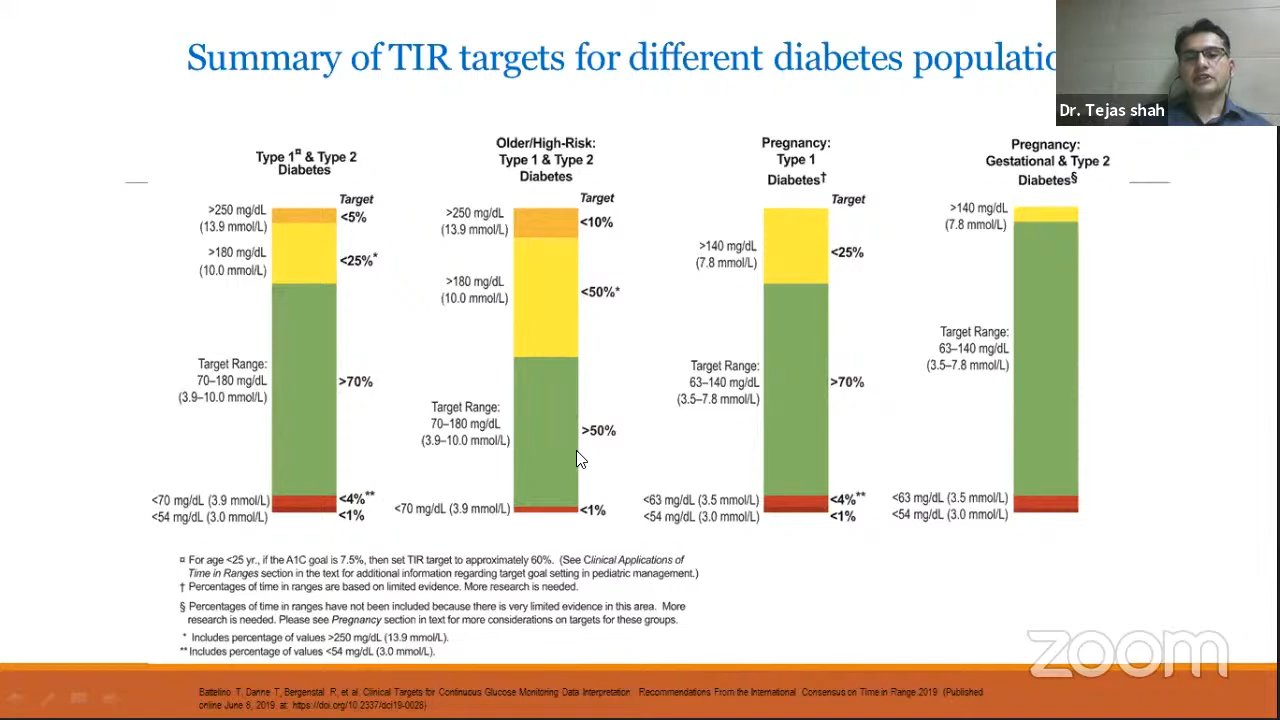 Summary of TIR targets for different diabetes populatio
Dr. Tejas shah
Type 1¤ & Type 2
Diabetes
Target
>250 mg/dL
(13.9 mmol/L)
<5%
>180 mg/dL
(10.0 mmol/L)
<25%*
Target Range:
70–180 mg/dL
(3.9–10.0 mmol/L)
>70%
<70 mg/dL (3.9 mmol/L)
<4%**
<54 mg/dL (3.0 mmol/L)
<1%
Older/High-Risk:
Type 1 & Type 2
Diabetes
Target
>250 mg/dL
(13.9 mmol/L)
<10%
>180 mg/dL
(10.0 mmol/L)
<50%*
Target Range:
70–180 mg/dL
(3.9–10.0 mmol/L)
>50%
<70 mg/dL (3.9 mmol/L)
<1%
Pregnancy:
Type 1
Diabetes†
Target
>140 mg/dL
(7.8 mmol/L)
<25%
Target Range:
63–140 mg/dL
(3.5–7.8 mmol/L)
>70%
<63 mg/dL (3.5 mmol/L)
<4%**
<54 mg/dL (3.0 mmol/L)
<1%
Pregnancy:
Gestational & Type 2
Diabetes§
>140 mg/dL
(7.8 mmol/L)
Target Range:
63–140 mg/dL
(3.5–7.8 mmol/L)
<63 mg/dL (3.5 mmol/L)
<54 mg/dL (3.0 mmol/L)
¤ For age <25 yr., if the A1C goal is 7.5%, then set TIR target to approximately 60%. (See Clinical Applications of
Time in Ranges section in the text for additional information regarding target goal setting in pediatric management.)
† Percentages of time in ranges are based on limited evidence. More research is needed.
§ Percentages of time in ranges have not been included because there is very limited evidence in this area. More
research is needed. Please see Pregnancy section in text for more considerations on targets for these groups.
* Includes percentage of values >250 mg/dL (13.9 mmol/L).
** Includes percentage of values <54 mg/dL (3.0 mmol/L).
zoom
Battelino T, Danne T, Bergenstal R, et al. Clinical Targets for Continuous Glucose Monitoring Data Interpretation Recommendations From the International Consensus on Time in Range.2019 (Published
online June 8, 2019 at: https://doi.org/10.2337/dci19-0028)